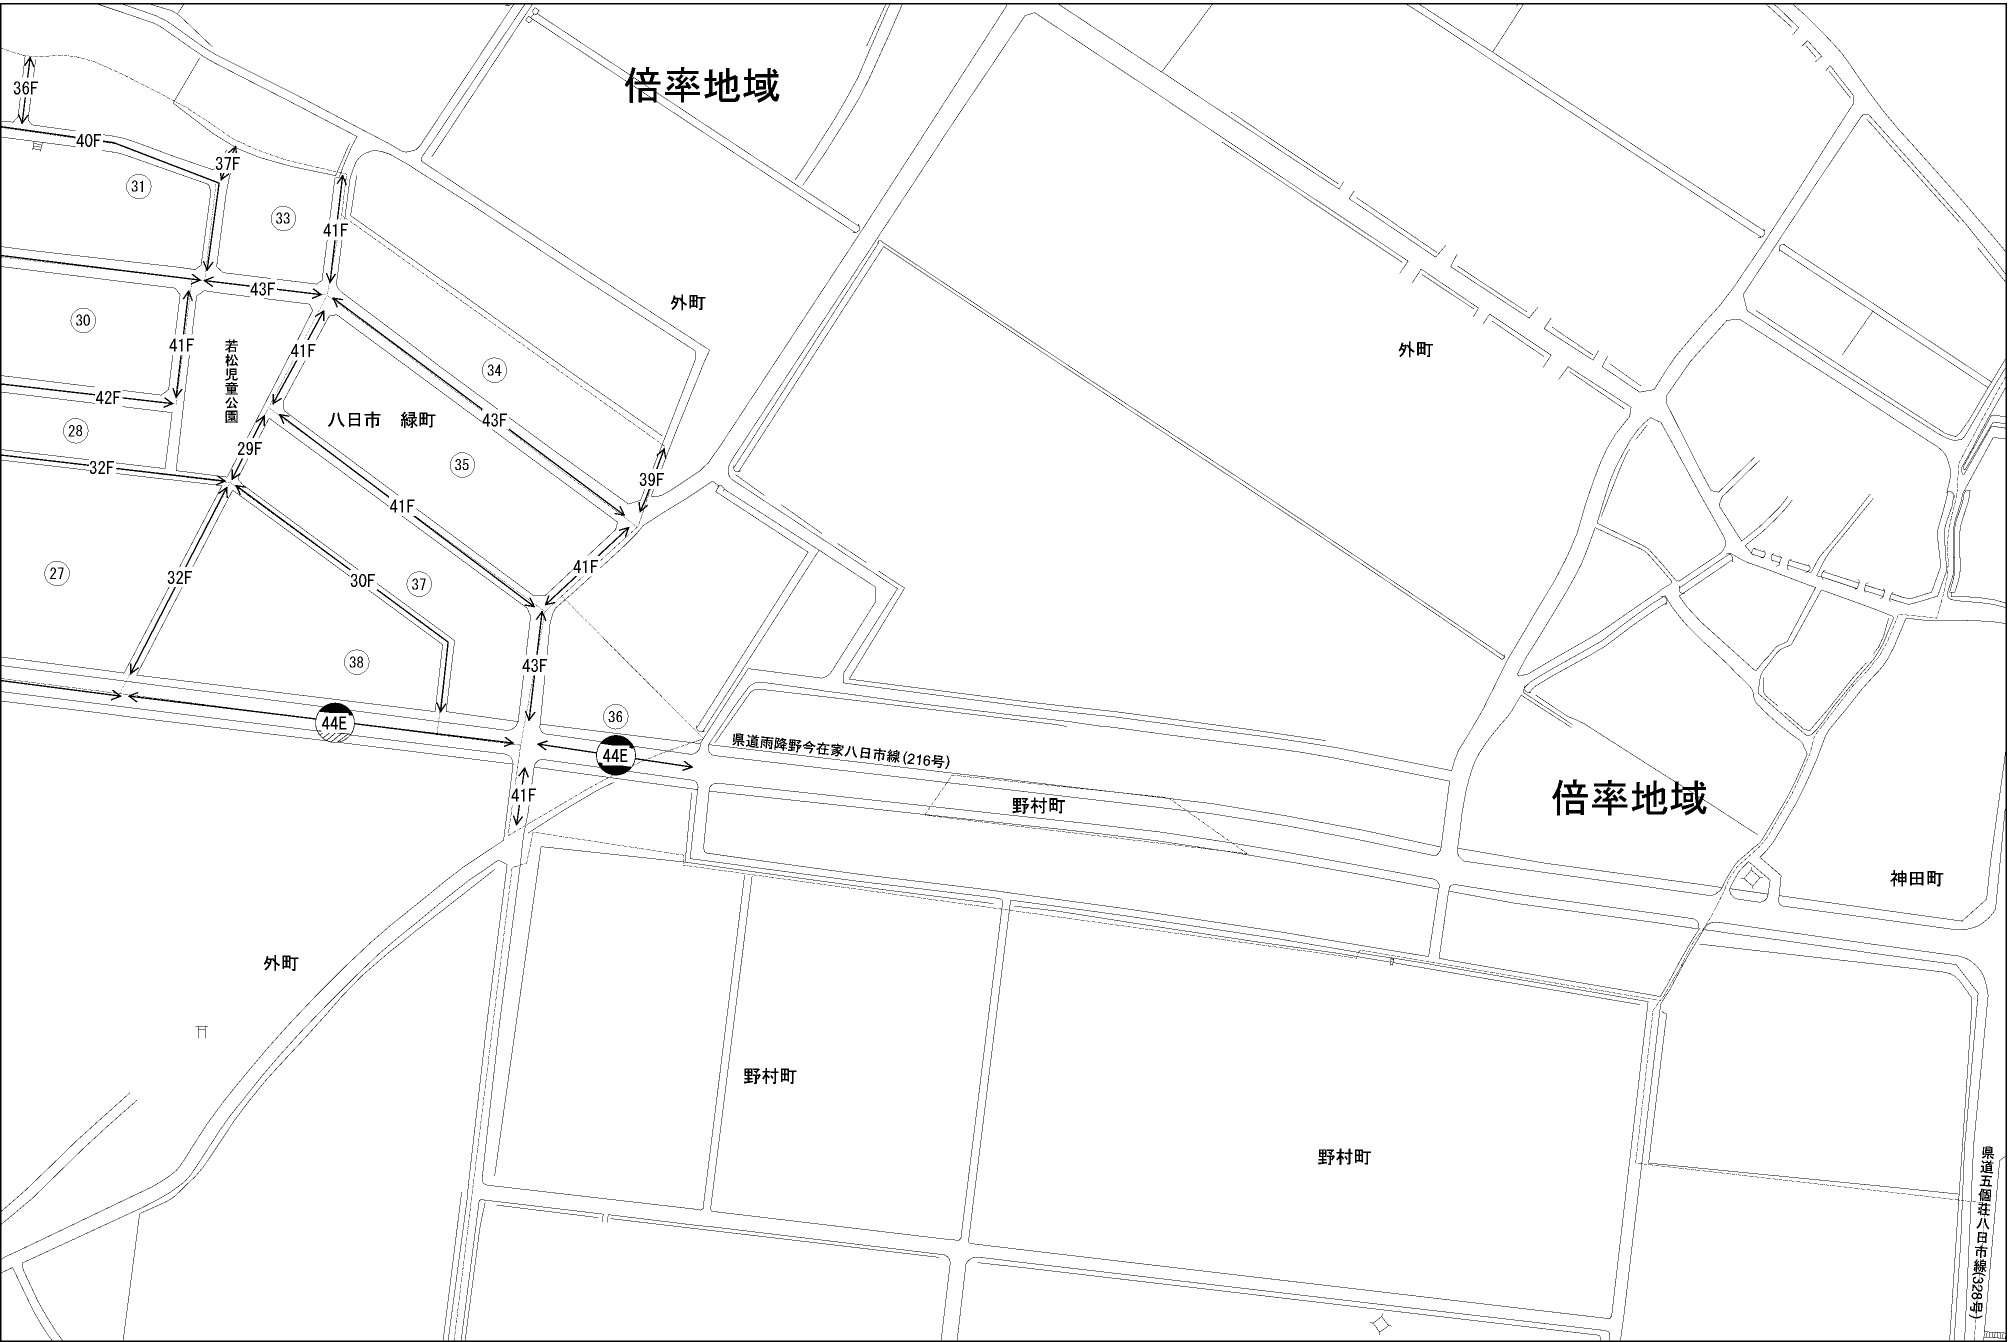 倍率地域
36F
40F
37F
31
33
41F
43F
外町
30
41F
若松児童公園
41F
外町
34
42F
28
八日市 緑町
43F
29F
35
32F
39F
41F
27
32F
30F
37
41F
38
43F
44E
36
44E
県道雨降野今在家八日市線(216号)
41F
野村町
倍率地域
神田町
外町
野村町
野村町
県道五個荘八日市線(328号)